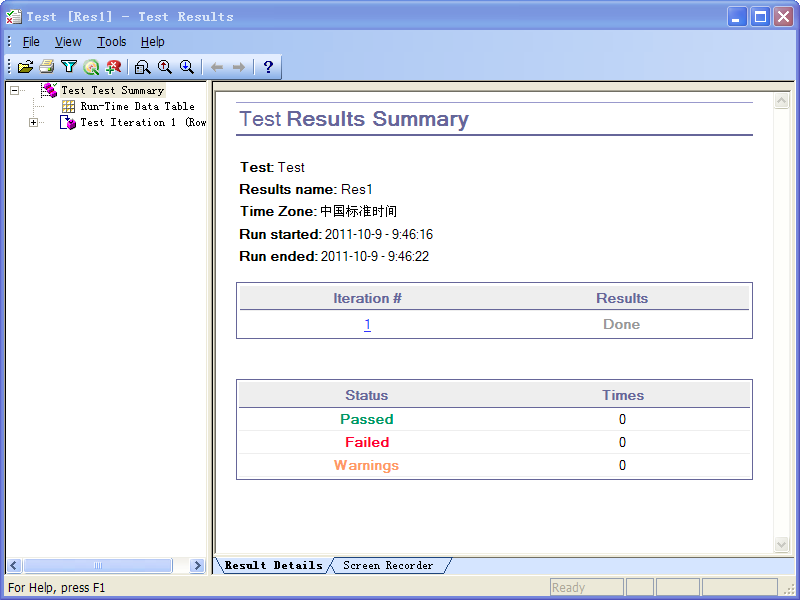 Test [Res1] - Test Results
File View Tools Help
?
Test Test Summary
Run-Time Data Table
Test Iteration 1 (Row
Test Results Summary
Test: Test
Results name: Res1
Time Zone: 中国标准时间
Run started: 2011-10-9 - 9:46:16
Run ended: 2011-10-9 - 9:46:22
Iteration # Results
1 Done
Status Times
Passed 0
Failed 0
Warnings 0
Result Details Screen Recorder
For Help, press F1 Ready